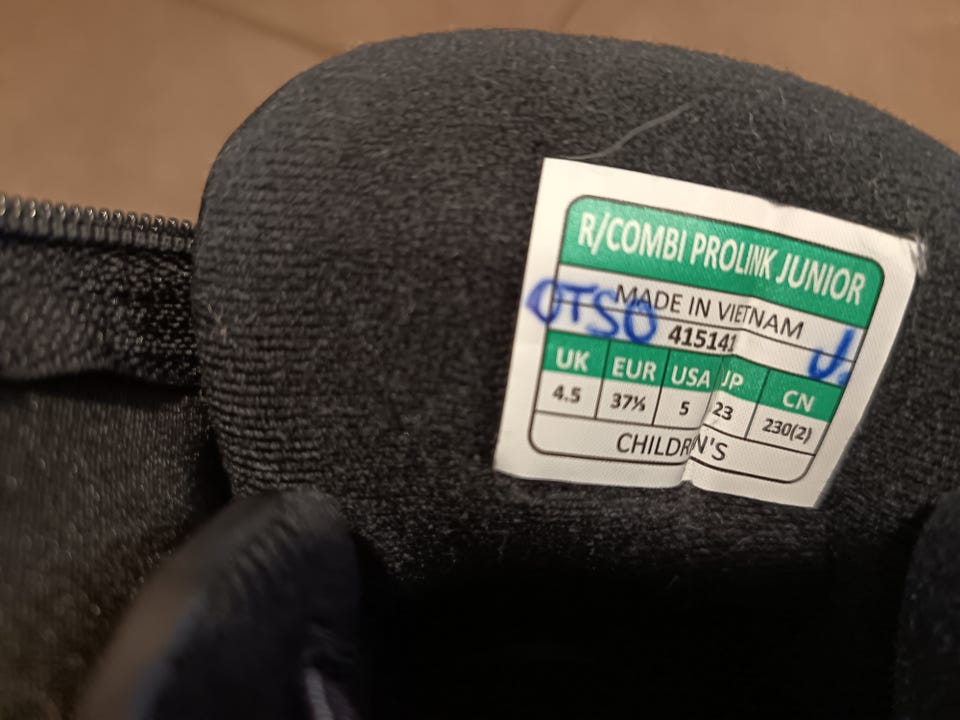 R/COMBI PROLINK JUNIOR
MADE IN VIETNAM
OTSO J.
415141
UK EUR USA JP CN
4.5 37⅓ 5 23 230(2)
CHILDREN'S